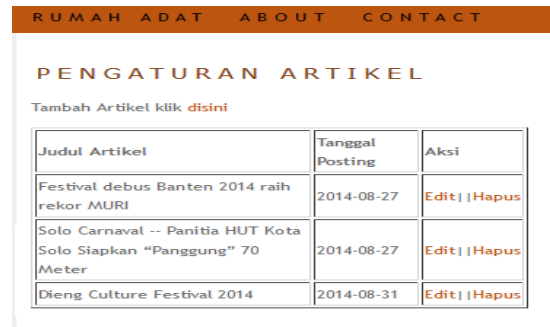 RUMAH ADAT ABOUT CONTACT
PENGATURAN ARTIKEL
Tambah Artikel klik disini
Judul Artikel Tanggal Posting Aksi
Festival debus Banten 2014 raih rekor MURI 2014-08-27 Edit||Hapus
Solo Carnaval -- Panitia HUT Kota Solo Siapkan “Panggung” 70 Meter 2014-08-27 Edit||Hapus
Dieng Culture Festival 2014 2014-08-31 Edit||Hapus